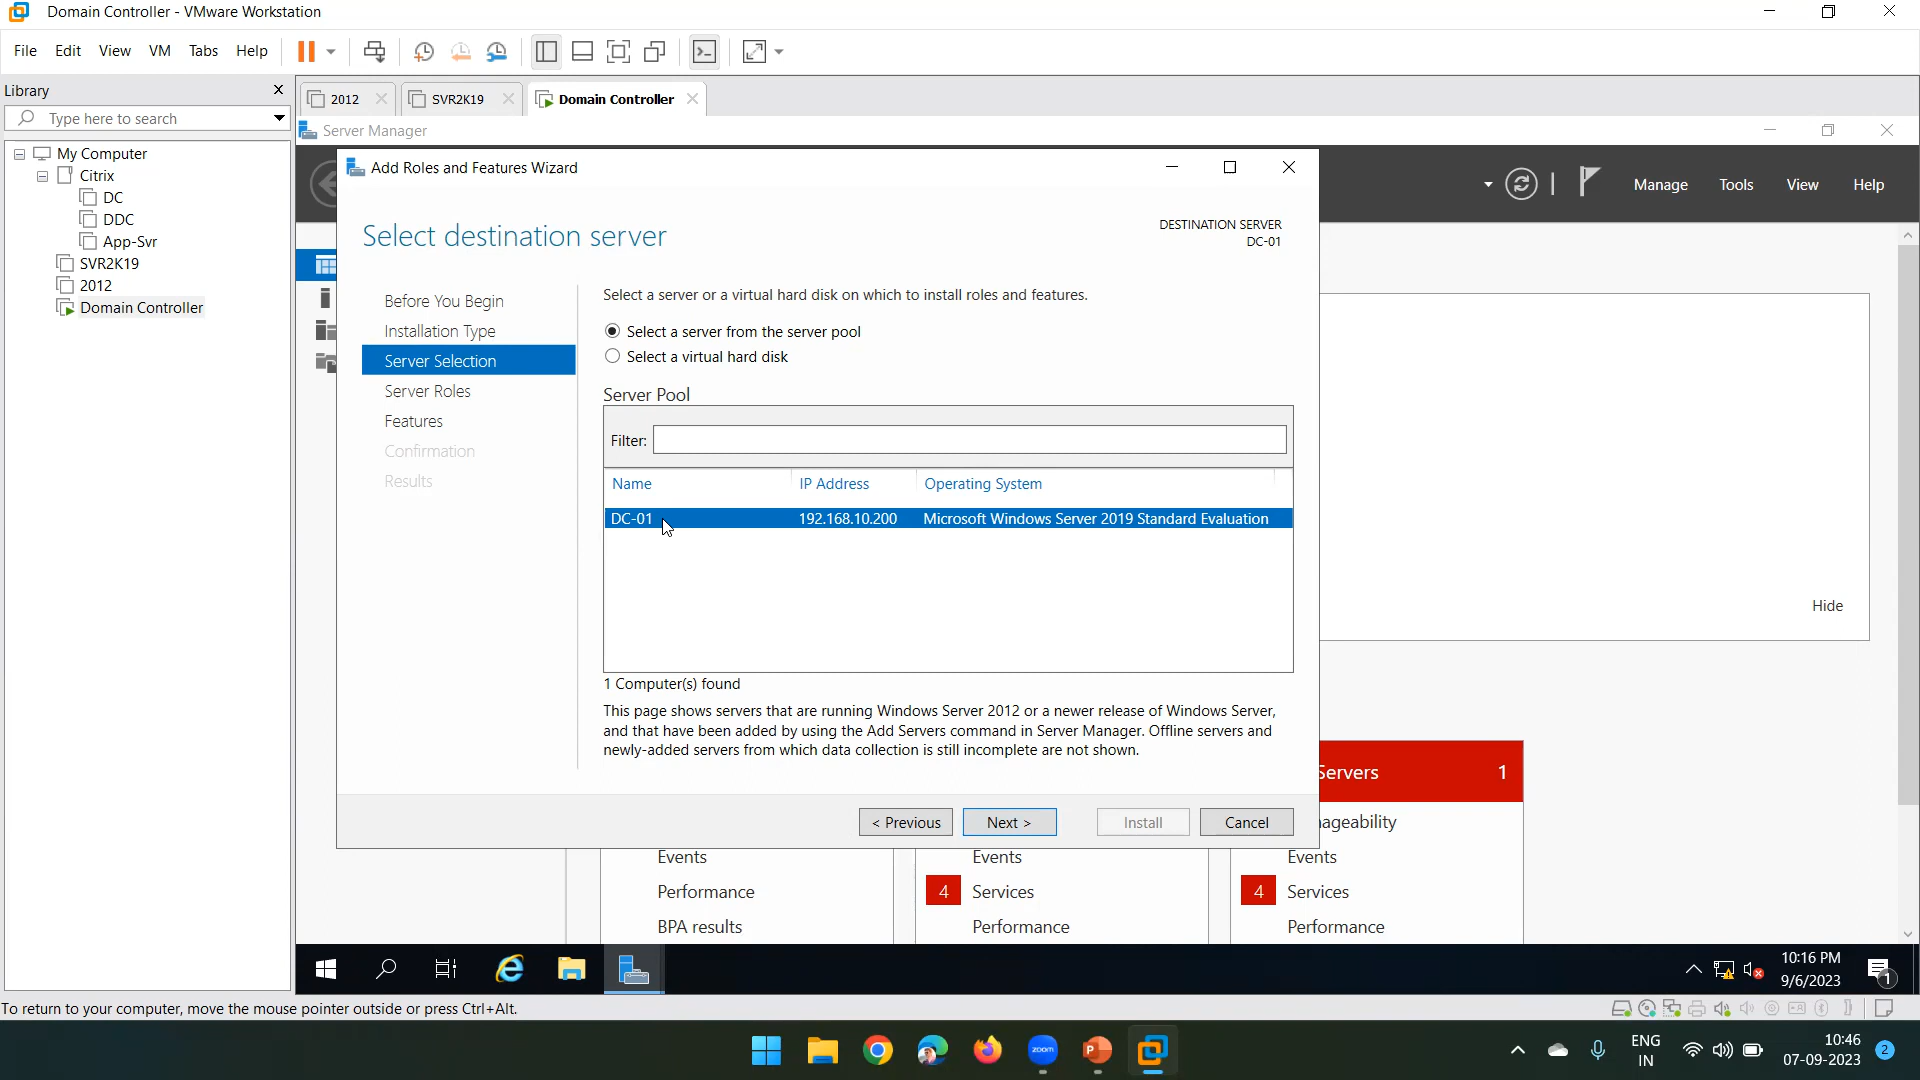 Domain Controller - VMware Workstation
File Edit View VM Tabs Help
Library
Type here to search
My Computer
Citrix
DC
DDC
App-Svr
SVR2K19
2012
Domain Controller
2012
SVR2K19
Domain Controller
Server Manager
Manage Tools View Help
Add Roles and Features Wizard
Select destination server
DESTINATION SERVER
DC-01
Before You Begin
Installation Type
Server Selection
Server Roles
Features
Confirmation
Results
Select a server or a virtual hard disk on which to install roles and features.
Select a server from the server pool
Select a virtual hard disk
Server Pool
Filter:
Name IP Address Operating System
DC-01 192.168.10.200 Microsoft Windows Server 2019 Standard Evaluation
1 Computer(s) found
This page shows servers that are running Windows Server 2012 or a newer release of Windows Server,
and that have been added by using the Add Servers command in Server Manager. Offline servers and
newly-added servers from which data collection is still incomplete are not shown.
< Previous Next > Install Cancel
Hide
Servers 1
nageability
Events Events Events
Performance 4 Services 4 Services
BPA results Performance Performance
10:16 PM
9/6/2023
1
To return to your computer, move the mouse pointer outside or press Ctrl+Alt.
zoom
P
ENG
IN
10:46
07-09-2023
2